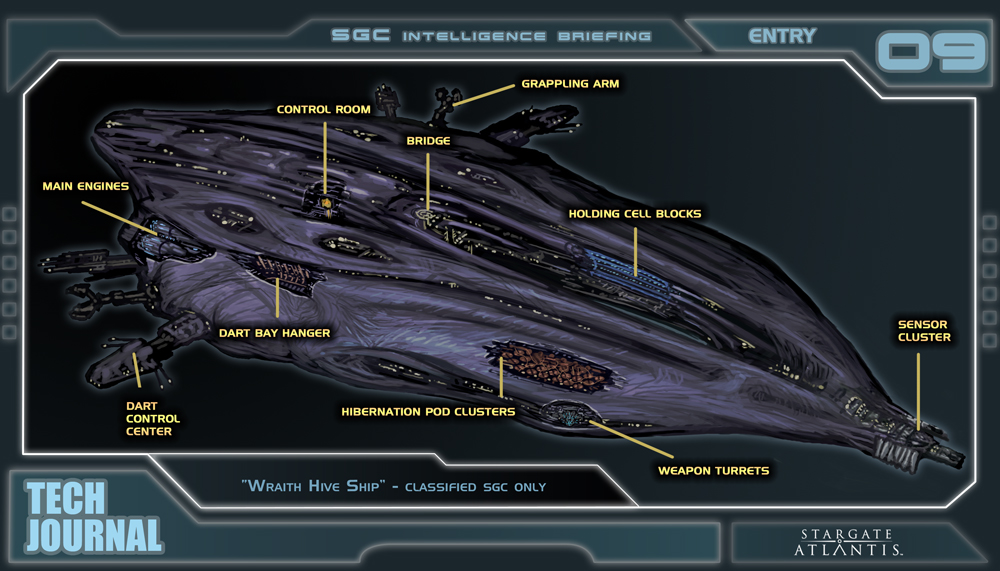 SGC INTELLIGENCE BRIEFING
ENTRY
09
GRAPPLING ARM
CONTROL ROOM
BRIDGE
MAIN ENGINES
HOLDING CELL BLOCKS
DART BAY HANGER
SENSOR
CLUSTER
DART
CONTROL
CENTER
HIBERNATION POD CLUSTERS
WEAPON TURRETS
"WRAITH HIVE SHIP" - CLASSIFIED SGC ONLY
TECH
JOURNAL
STARGATE
ATLANTIS.